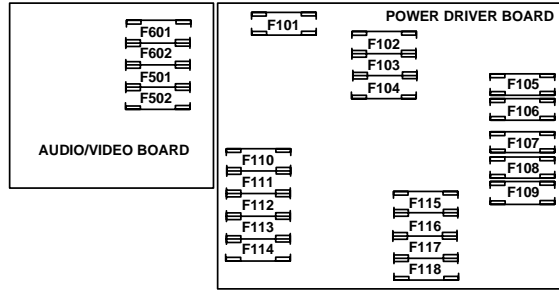 F601
F602
F501
F502
AUDIO/VIDEO BOARD
POWER DRIVER BOARD
F101
F102
F103
F104
F105
F106
F107
F108
F109
F110
F111
F112
F113
F114
F115
F116
F117
F118